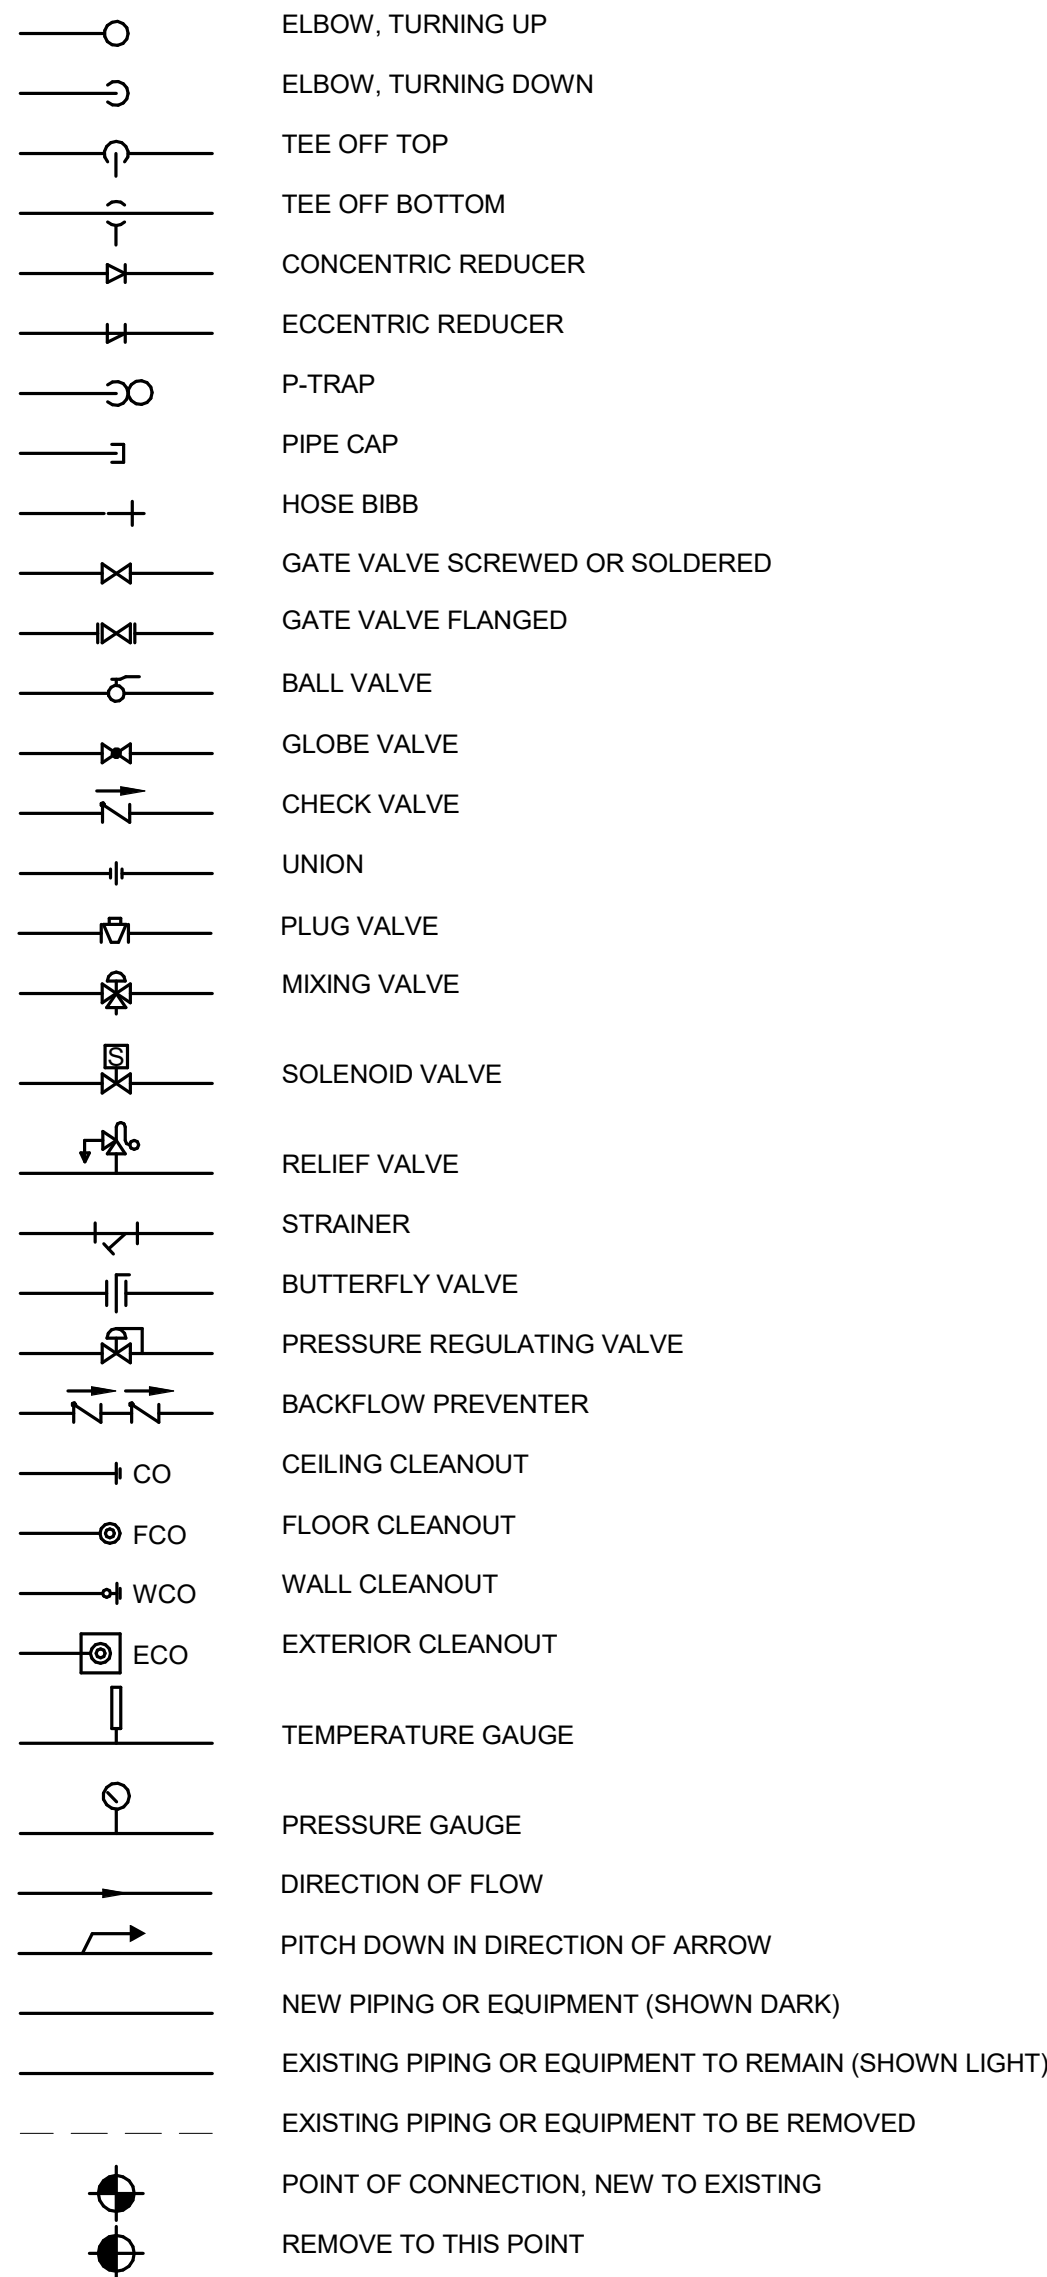 ELBOW, TURNING UP
ELBOW, TURNING DOWN
TEE OFF TOP
TEE OFF BOTTOM
CONCENTRIC REDUCER
ECCENTRIC REDUCER
P-TRAP
PIPE CAP
HOSE BIBB
GATE VALVE SCREWED OR SOLDERED
GATE VALVE FLANGED
BALL VALVE
GLOBE VALVE
CHECK VALVE
UNION
PLUG VALVE
MIXING VALVE
S SOLENOID VALVE
RELIEF VALVE
STRAINER
BUTTERFLY VALVE
PRESSURE REGULATING VALVE
BACKFLOW PREVENTER
CO CEILING CLEANOUT
FCO FLOOR CLEANOUT
WCO WALL CLEANOUT
ECO EXTERIOR CLEANOUT
TEMPERATURE GAUGE
PRESSURE GAUGE
DIRECTION OF FLOW
PITCH DOWN IN DIRECTION OF ARROW
NEW PIPING OR EQUIPMENT (SHOWN DARK)
EXISTING PIPING OR EQUIPMENT TO REMAIN (SHOWN LIGHT)
EXISTING PIPING OR EQUIPMENT TO BE REMOVED
POINT OF CONNECTION, NEW TO EXISTING
REMOVE TO THIS POINT